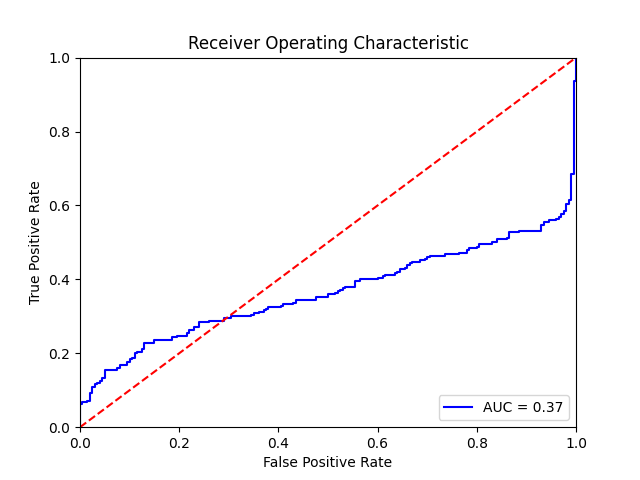 Receiver Operating Characteristic
True Positive Rate
1.0
0.8
0.6
0.4
0.2
0.0
AUC = 0.37
0.0 0.2 0.4 0.6 0.8 1.0
False Positive Rate